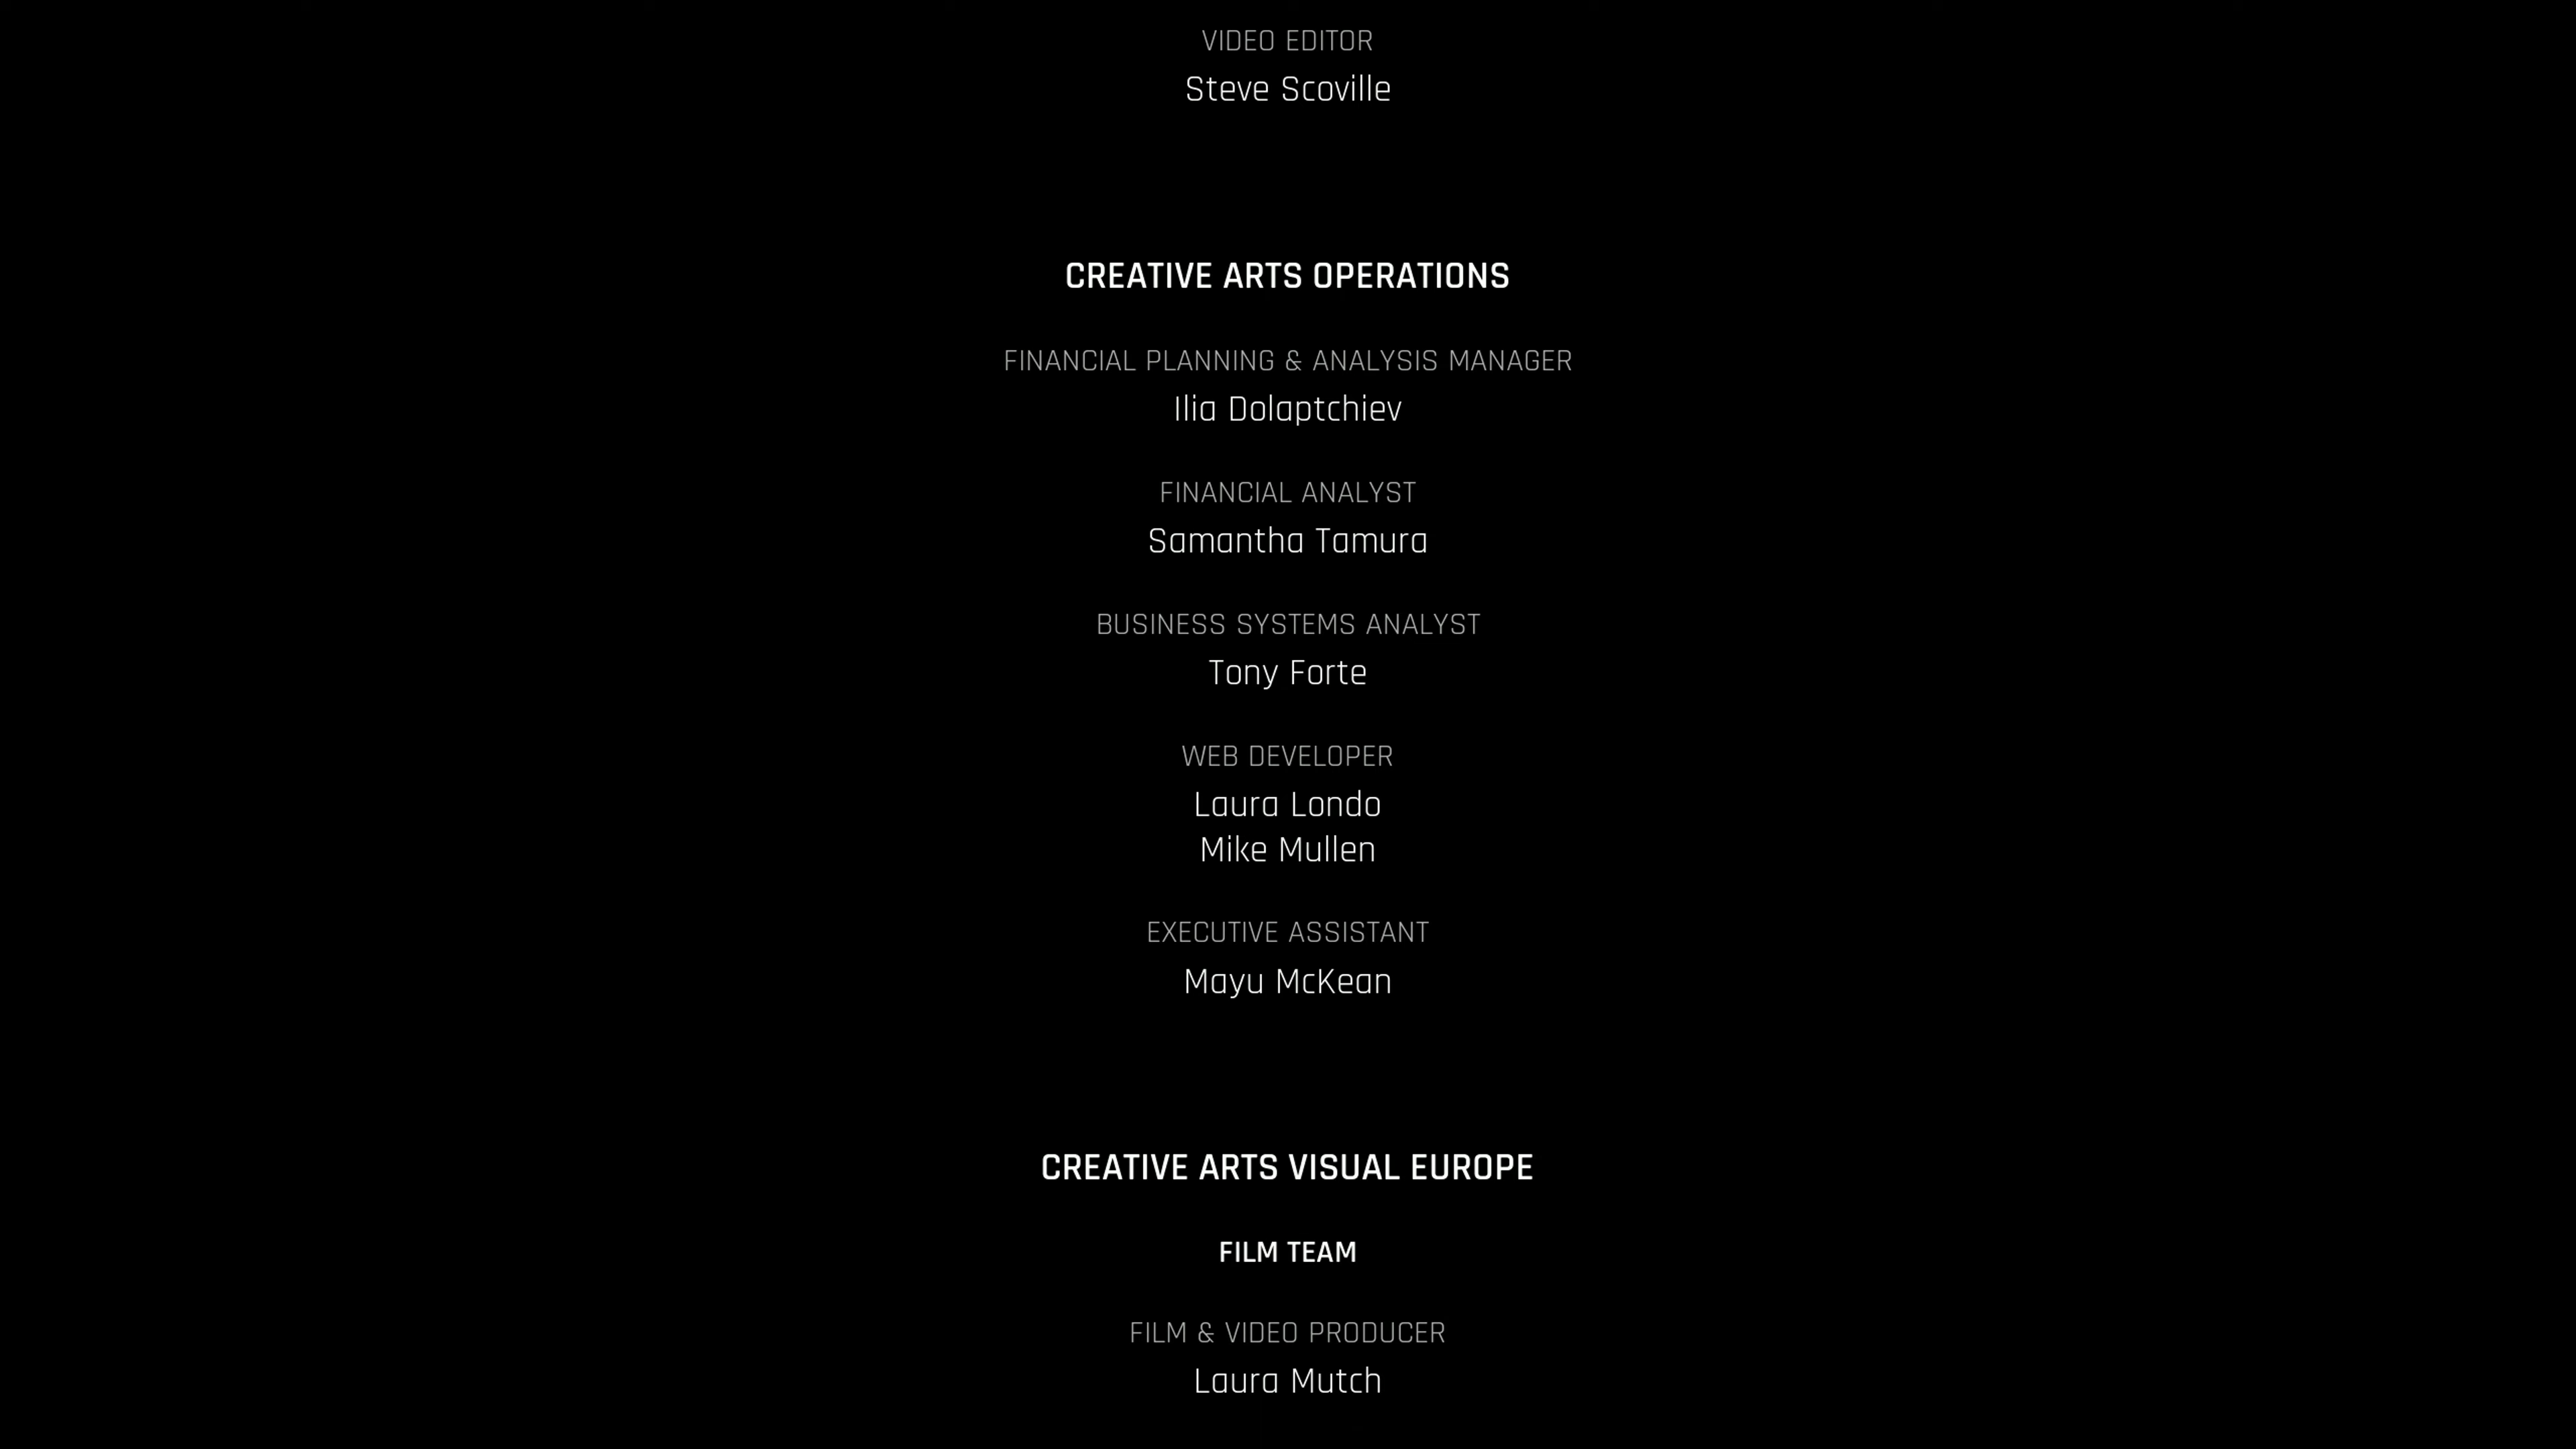 VIDEO EDITOR
Steve Scoville
CREATIVE ARTS OPERATIONS
FINANCIAL PLANNING & ANALYSIS MANAGER
Ilia Dolaptchiev
FINANCIAL ANALYST
Samantha Tamura
BUSINESS SYSTEMS ANALYST
Tony Forte
WEB DEVELOPER
Laura Londo
Mike Mullen
EXECUTIVE ASSISTANT
Mayu McKean
CREATIVE ARTS VISUAL EUROPE
FILM TEAM
FILM & VIDEO PRODUCER
Laura Mutch